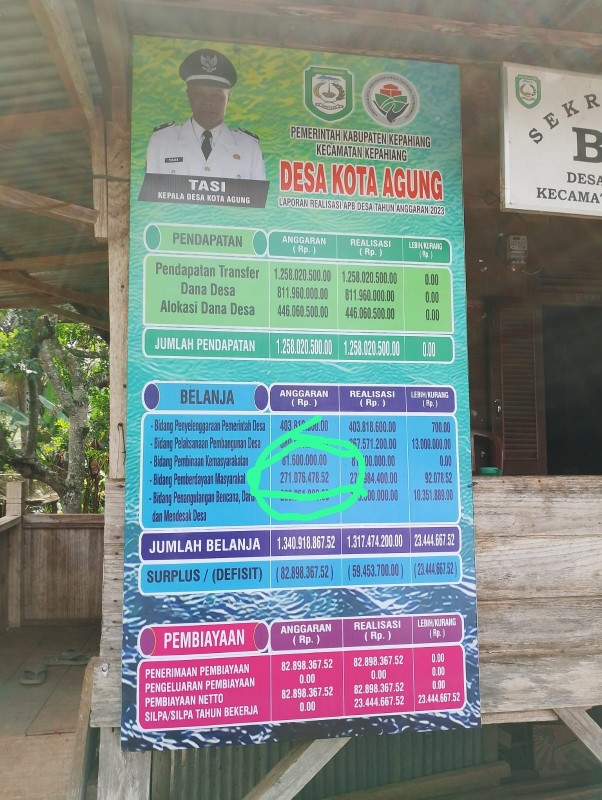 PEMERINTAH KABUPATEN KEPAHIANG
KECAMATAN KEPAHIANG
DESA KOTA AGUNG
LAPORAN REALISASI APB DESA TAHUN ANGGARAN 2023
TASI
KEPALA DESA KOTA AGUNG
SEKR
B
DESA
KECAMAT
PENDAPATAN ANGGARAN (Rp.) REALISASI (Rp.) LEBIH/KURANG (Rp.)
Pendapatan Transfer 1.258.020.500.00 1.258.020.500.00 0.00
Dana Desa 811.960.000.00 811.960.000.00 0.00
Alokasi Dana Desa 446.060.500.00 446.060.500.00 0.00
JUMLAH PENDAPATAN 1.258.020.500.00 1.258.020.500.00 0.00
BELANJA ANGGARAN (Rp.) REALISASI (Rp.) LEBIH/KURANG (Rp.)
- Bidang Penyelenggaraan Pemerintah Desa 403.818.600.00 700.00
- Bidang Pelaksanaan Pembangunan Desa 13.000.000.00
- Bidang Pembinaan Kemasyarakatan 61.600.000.00 0.00
- Bidang Pemberdayaan Masyarakat 271.976.478.52 92.078.52
- Bidang Penangulangan Bencana, 10.351.889.00
dan Mendesak Desa
JUMLAH BELANJA 1.340.918.867.52 1.317.474.200.00 23.444.667.52
SURPLUS / (DEFISIT) ( 82.898.367.52 ) ( 59.453.700.00 ) ( 23.444.667.52 )
PEMBIAYAAN ANGGARAN ( Rp. ) REALISASI ( Rp. ) LEBIH/KURANG ( Rp. )
PENERIMAAN PEMBIAYAAN 82.898.367.52 82.898.367.52 0.00
PENGELUARAN PEMBIAYAAN 0.00 0.00 0.00
PEMBIAYAAN NETTO 82.898.367.52 82.898.367.52 0.00
SILPA/SILPA TAHUN BEKERJA 0.00 23.444.667.52 23.444.667.52